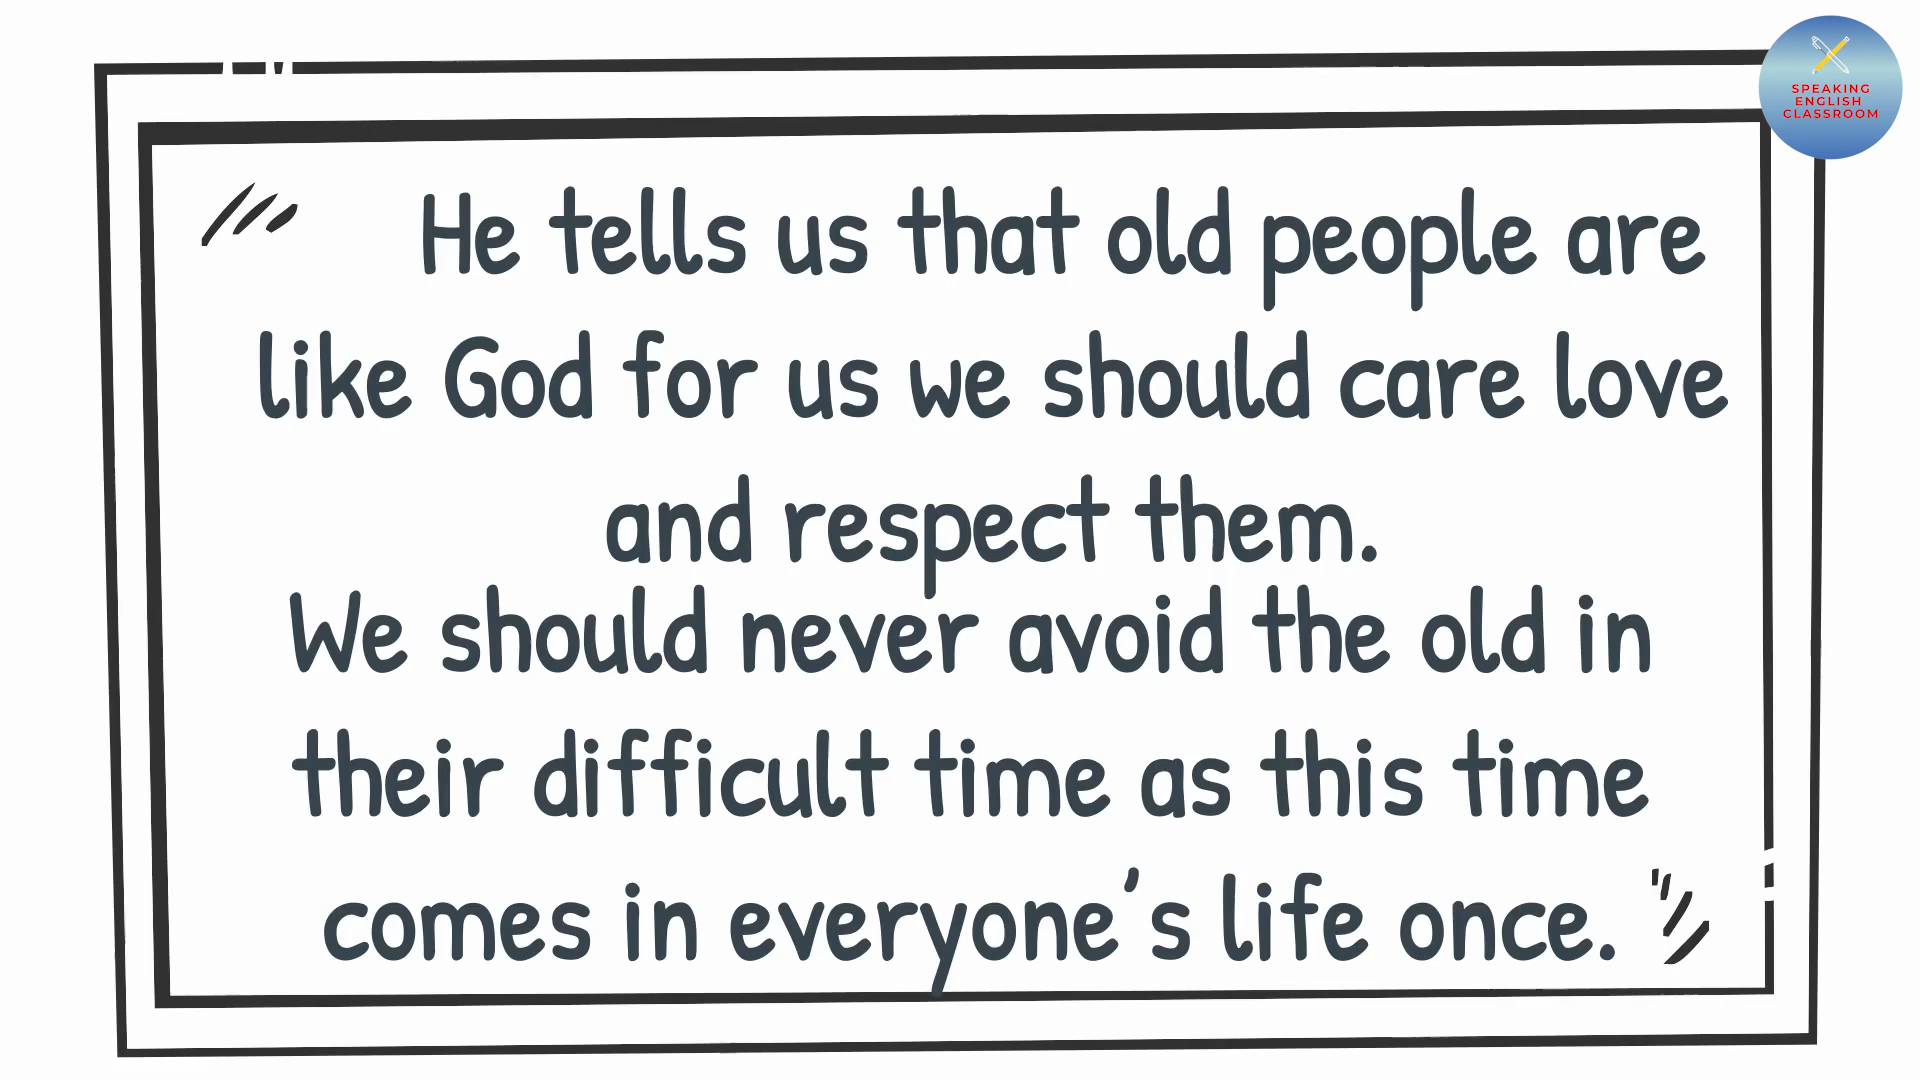 SPEAKING
ENGLISH
CLASSROOM
He tells us that old people are
like God for us we should care love
and respect them.
We should never avoid the old in
their difficult time as this time
comes in everyone's life once.